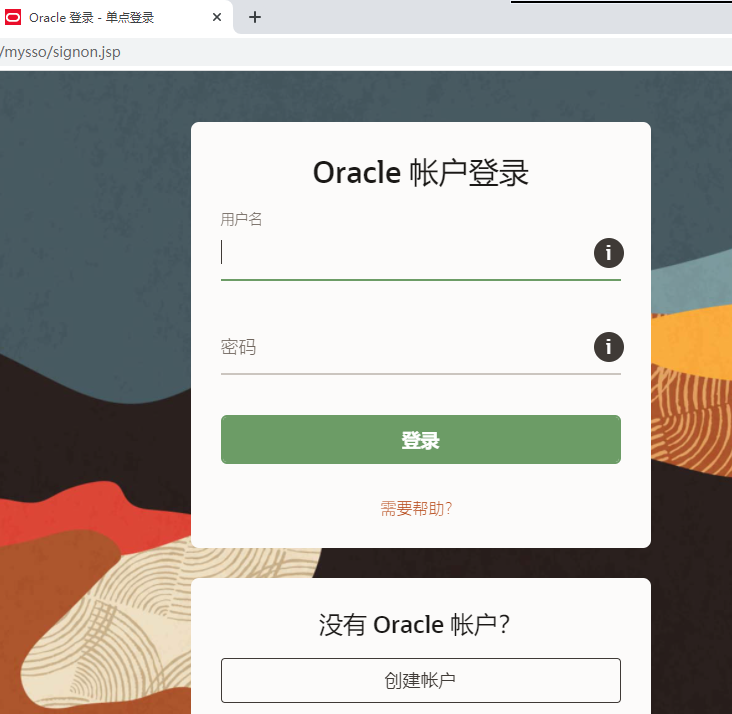 Oracle 登录 - 单点登录
/mysso/signon.jsp
Oracle 帐户登录
用户名
密码
登录
需要帮助?
没有 Oracle 帐户?
创建帐户